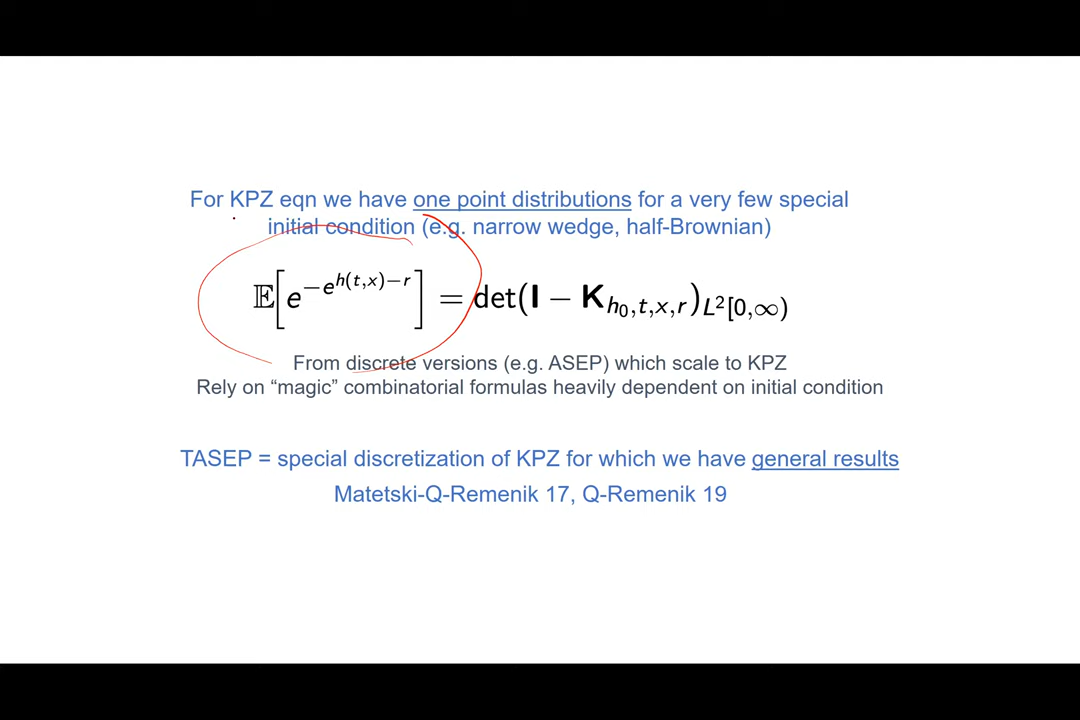 For KPZ eqn we have one point distributions for a very few special
initial condition (e.g. narrow wedge, half-Brownian)
𝔼[e^{−e^{h(t,x)−r}}] = det(I − K_{h₀,t,x,r})_{L²[0,∞)}
From discrete versions (e.g. ASEP) which scale to KPZ
Rely on “magic” combinatorial formulas heavily dependent on initial condition
TASEP = special discretization of KPZ for which we have general results
Matetski-Q-Remenik 17, Q-Remenik 19